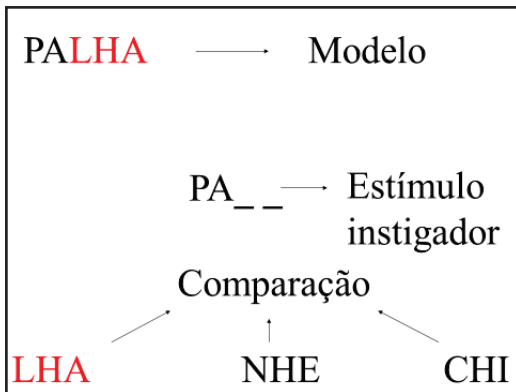 PALHA Modelo
PA_ _ Estímulo
instigador
Comparação
LHA NHE CHI